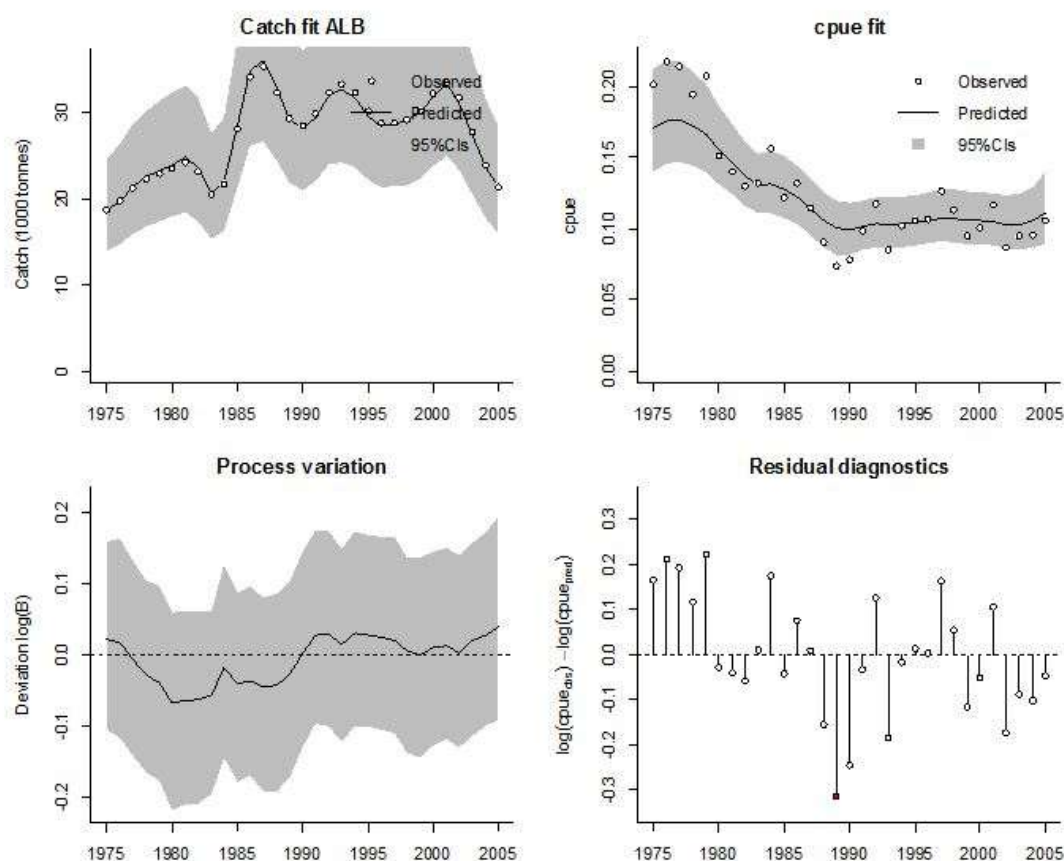 Catch fit ALB
Catch (1000 tonnes)
30
20
10
0
Observed
Predicted
95%CIs
1975 1980 1985 1990 1995 2000 2005
cpue fit
cpue
0.20
0.15
0.10
0.05
0.00
Observed
Predicted
95%CIs
1975 1980 1985 1990 1995 2000 2005
Process variation
Deviation log(B)
0.2
0.1
0.0
-0.1
-0.2
1975 1980 1985 1990 1995 2000 2005
Residual diagnostics
log(cpue) – log(cpue_pred)
0.3
0.2
0.1
0.0
-0.1
-0.2
-0.3
1975 1980 1985 1990 1995 2000 2005